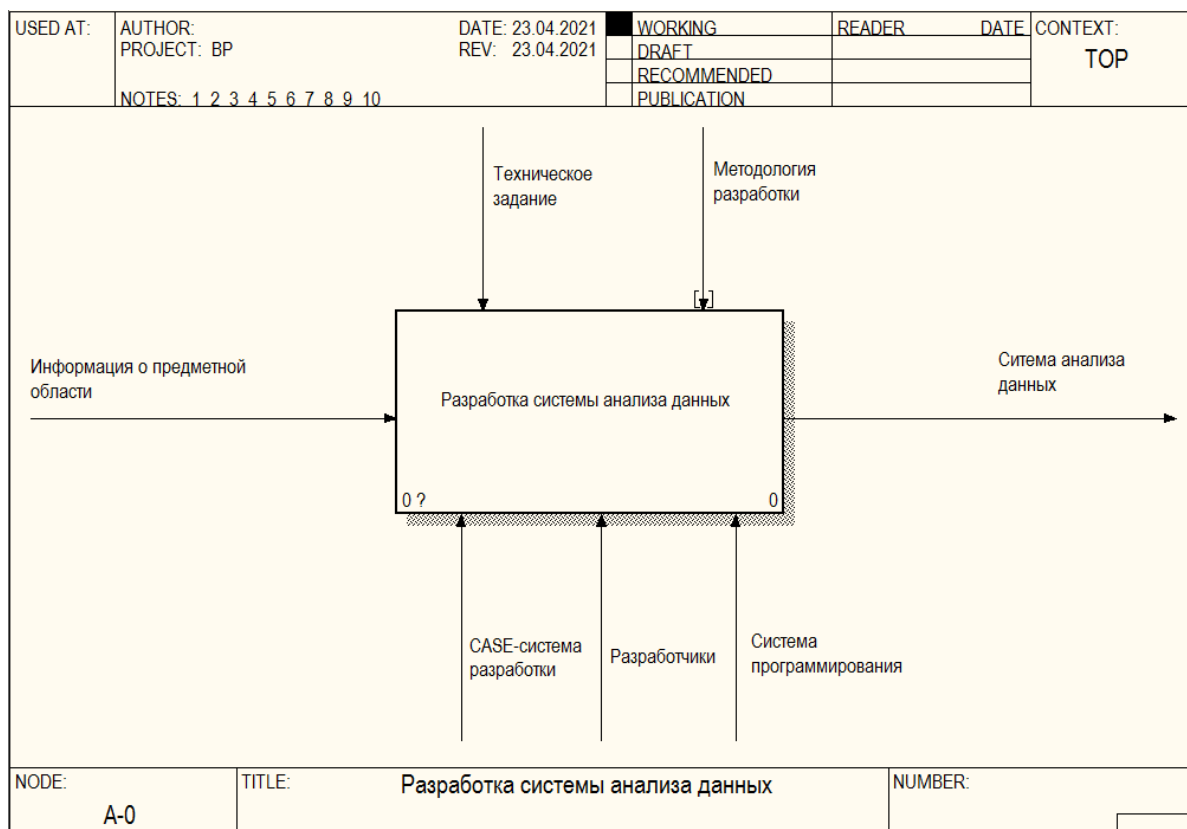 USED AT:
AUTHOR:
DATE: 23.04.2021
PROJECT: BP
REV: 23.04.2021
NOTES: 1 2 3 4 5 6 7 8 9 10
WORKING
DRAFT
RECOMMENDED
PUBLICATION
READER
DATE
CONTEXT:
TOP
Техническое
задание
Методология
разработки
Информация о предметной
области
Разработка системы анализа данных
0 ?
0
Ситема анализа
данных
CASE-система
разработки
Разработчики
Система
программирования
NODE:
A-0
TITLE:
Разработка системы анализа данных
NUMBER: